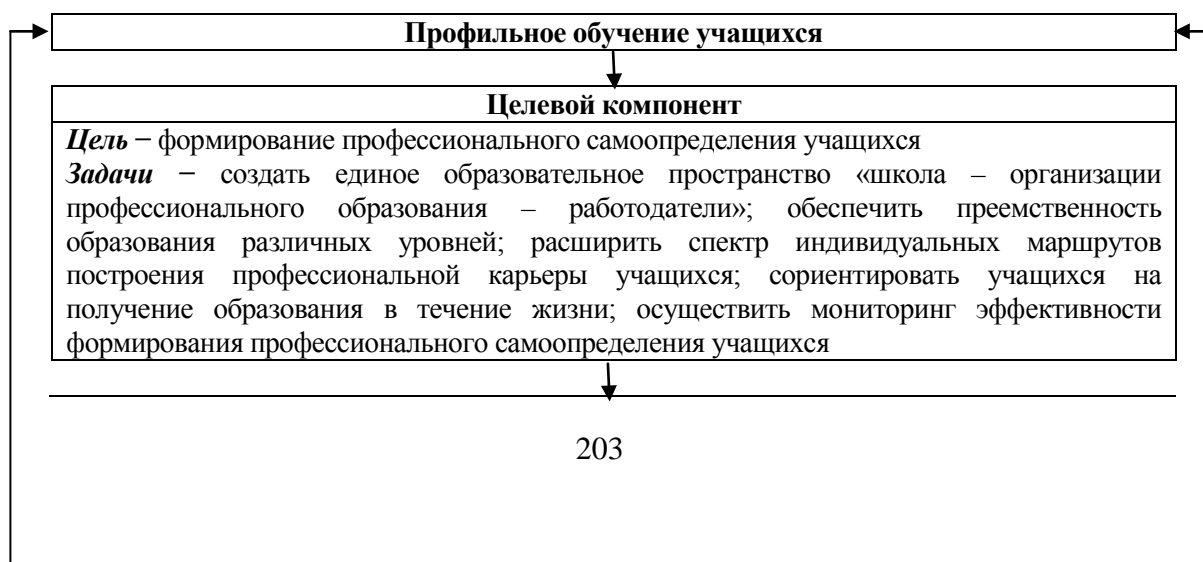 Профильное обучение учащихся
Целевой компонент
Цель − формирование профессионального самоопределения учащихся
Задачи − создать единое образовательное пространство «школа – организации
профессионального образования – работодатели»; обеспечить преемственность
образования различных уровней; расширить спектр индивидуальных маршрутов
построения профессиональной карьеры учащихся; сориентировать учащихся на
получение образования в течение жизни; осуществить мониторинг эффективности
формирования профессионального самоопределения учащихся
203